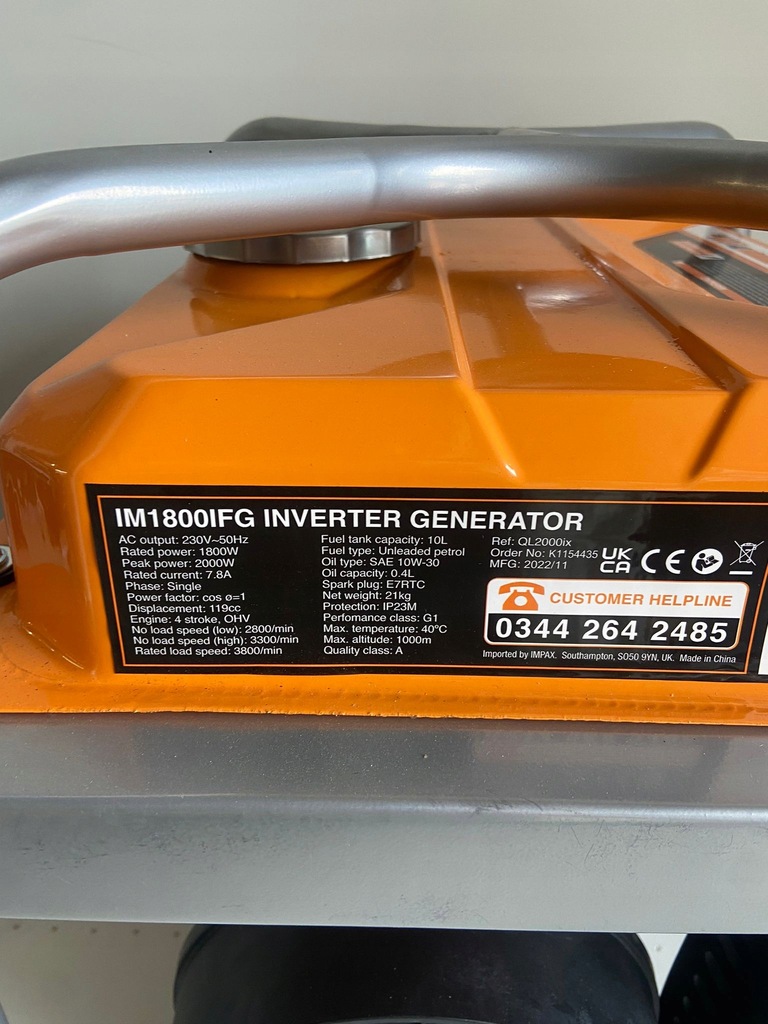 IM1800IFG INVERTER GENERATOR
AC output: 230V~50Hz
Rated power: 1800W
Peak power: 2000W
Rated current: 7.8A
Phase: Single
Power factor: cos ø=1
Displacement: 119cc
Engine: 4 stroke, OHV
No load speed (low): 2800/min
No load speed (high): 3300/min
Rated load speed: 3800/min
Fuel tank capacity: 10L
Fuel type: Unleaded petrol
Oil type: SAE 10W-30
Oil capacity: 0.4L
Spark plug: E7RTC
Net weight: 21kg
Protection: IP23M
Perfomance class: G1
Max. temperature: 40°C
Max. altitude: 1000m
Quality class: A
Ref: QL2000ix
Order No: K1154435
MFG: 2022/11
UK
CA
CE
CUSTOMER HELPLINE
0344 264 2485
Imported by IMPAX. Southampton, SO50 9YN, UK. Made in China